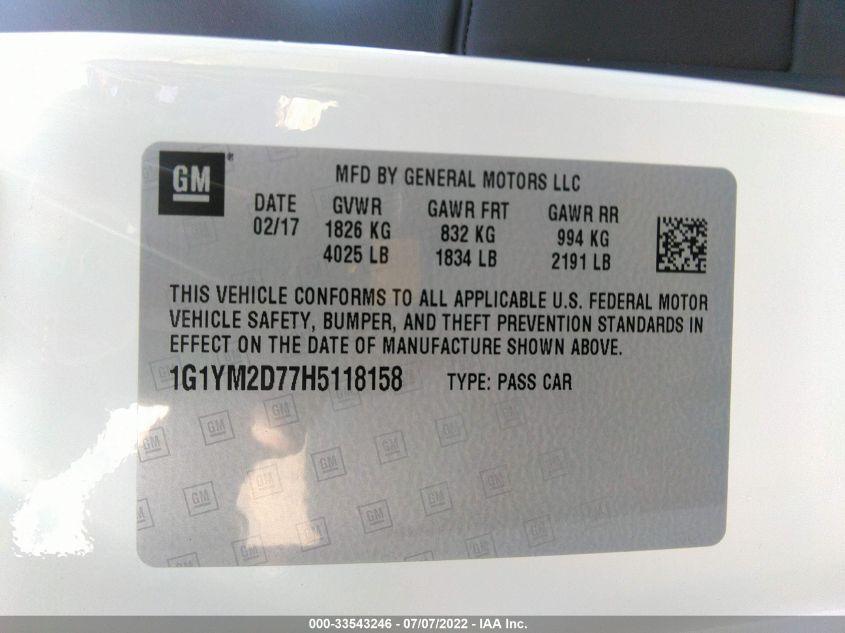 GM®
MFD BY GENERAL MOTORS LLC
DATE GVWR GAWR FRT GAWR RR
02/17 1826 KG 832 KG 994 KG
4025 LB 1834 LB 2191 LB
THIS VEHICLE CONFORMS TO ALL APPLICABLE U.S. FEDERAL MOTOR
VEHICLE SAFETY, BUMPER, AND THEFT PREVENTION STANDARDS IN
EFFECT ON THE DATE OF MANUFACTURE SHOWN ABOVE.
1G1YM2D77H5118158 TYPE: PASS CAR
000-33543246 - 07/07/2022 - IAA Inc.